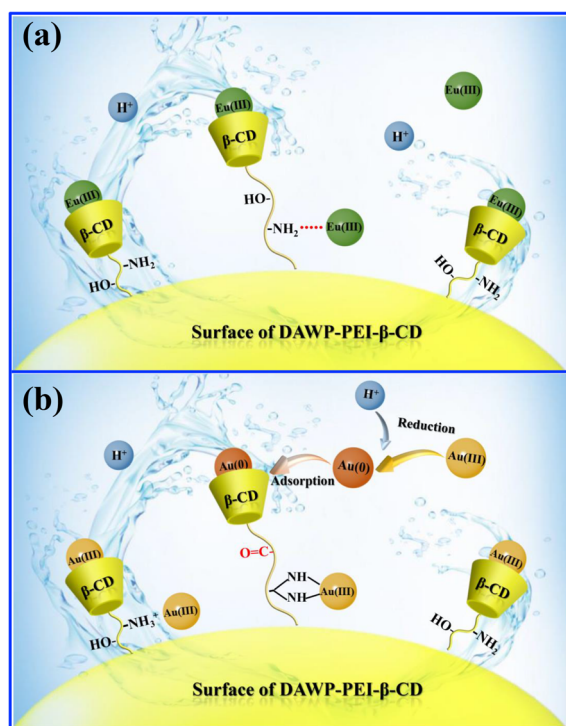 (a)
Eu(III)
H⁺
Eu(III)
H⁺
β-CD
HO-
Eu(III)
Eu(III)
β-CD
β-CD
-NH₂
Eu(III)
-NH₂
HO-
HO-
-NH₂
Surface of DAWP-PEI-β-CD
(b)
H⁺
Reduction
H⁺
Au(0)
Au(0)
Au(III)
Adsorption
β-CD
Au(III)
Au(III)
O=C-
β-CD
β-CD
NH
NH
Au(III)
-NH₃⁺
Au(III)
HO-
HO-
-NH₂
Surface of DAWP-PEI-β-CD